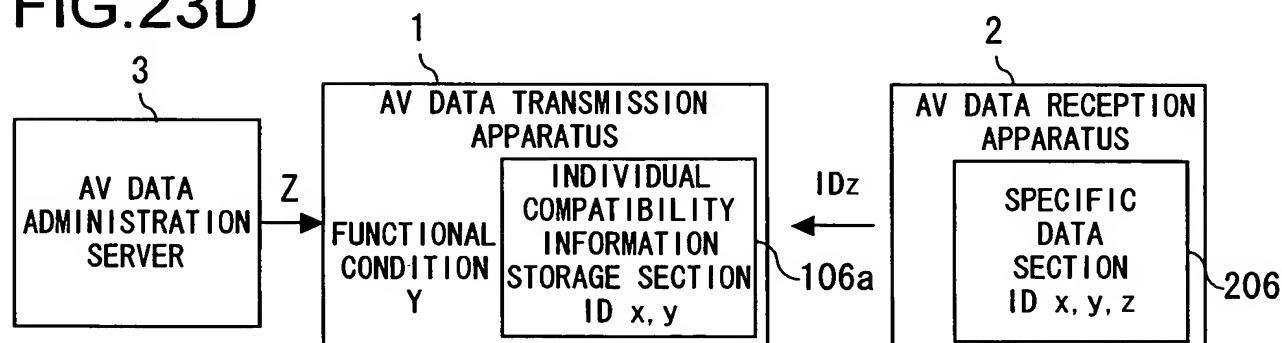 FIG.23D
3
1
2
AV DATA
ADMINISTRATION
SERVER
Z
AV DATA TRANSMISSION
APPARATUS
FUNCTIONAL
CONDITION
Y
INDIVIDUAL
COMPATIBILITY
INFORMATION
STORAGE SECTION
ID x, y
106a
IDz
AV DATA RECEPTION
APPARATUS
SPECIFIC
DATA
SECTION
ID x, y, z
206